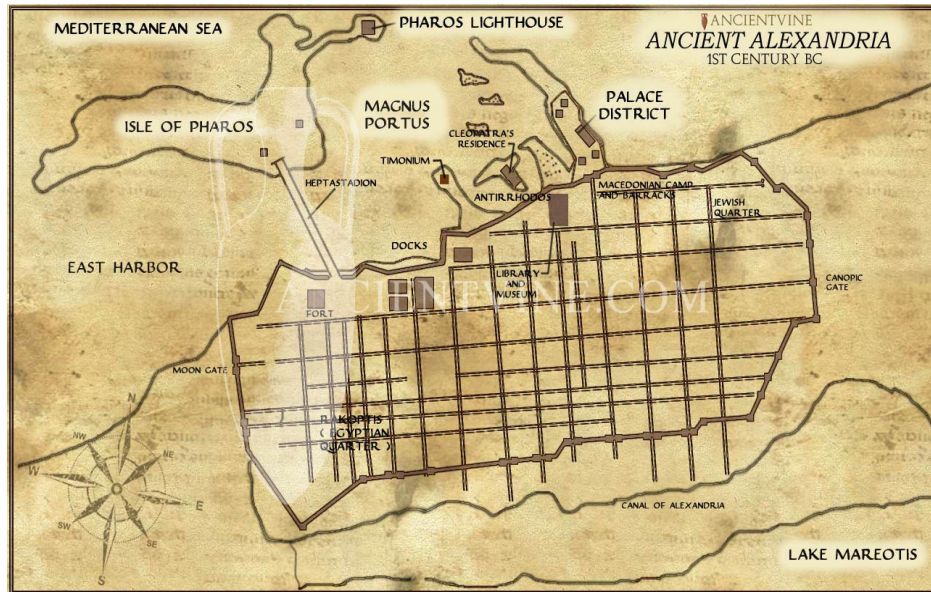 MEDITERRANEAN SEA
PHAROS LIGHTHOUSE
ANCIENTVINE
ANCIENT ALEXANDRIA
1ST CENTURY BC
ISLE OF PHAROS
MAGNUS
PORTUS
PALACE
DISTRICT
CLEOPATRA'S
RESIDENCE
TIMONIUM
HEPTASTADION
ANTIRRHODOS
MACEDONIAN CAMP
AND BARRACKS
JEWISH
QUARTER
DOCKS
EAST HARBOR
LIBRARY
AND
MUSEUM
CANOPIC
GATE
ANCIENTVINE.COM
FORT
MOON GATE
(EGYPTIAN
QUARTER)
N
NW
NE
W
E
SW
SE
S
CANAL OF ALEXANDRIA
LAKE MAREOTIS